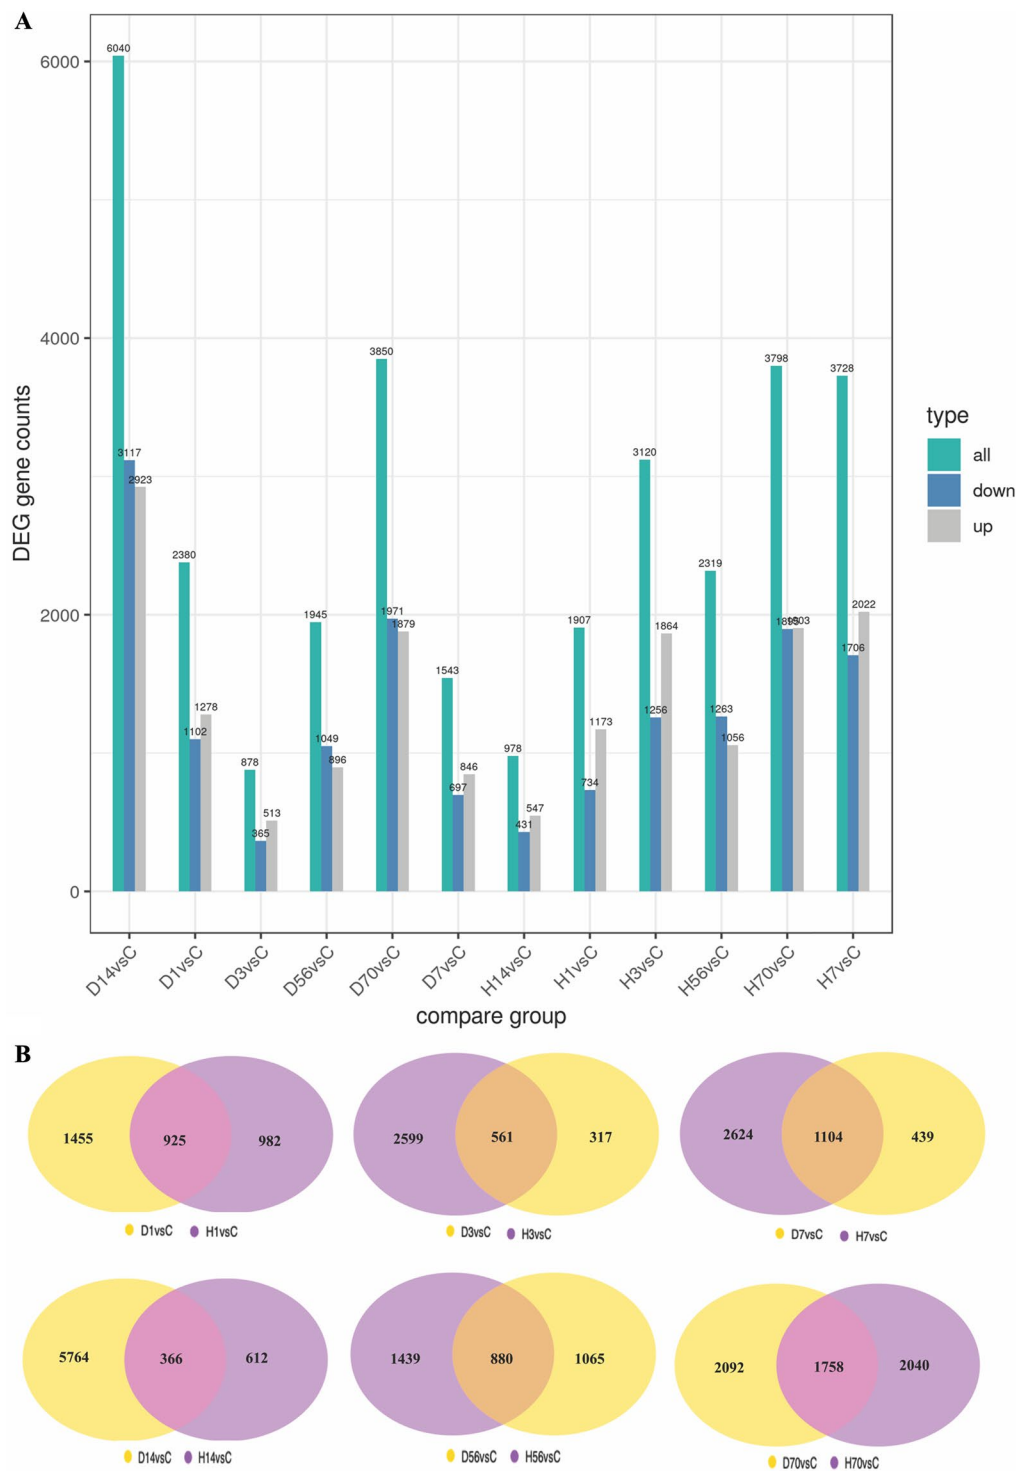 A
6040
6000
4000
3850
3798
3728
3117
3120
2923
type
all
down
up
DEG gene counts
2380
2319
2000
1945
1971
1879
1907
1864
1903
2022
1706
1543
1278
1102
1049
896
1173
1256
1263
1056
878
513
365
846
697
978
547
431
734
0
D14vsC D1vsC D3vsC D56vsC D70vsC D7vsC H14vsC H1vsC H3vsC H56vsC H70vsC H7vsC
compare group
B
1455 925 982
D1vsC H1vsC
2599 561 317
D3vsC H3vsC
2624 1104 439
D7vsC H7vsC
5764 366 612
D14vsC H14vsC
1439 880 1065
D56vsC H56vsC
2092 1758 2040
D70vsC H70vsC